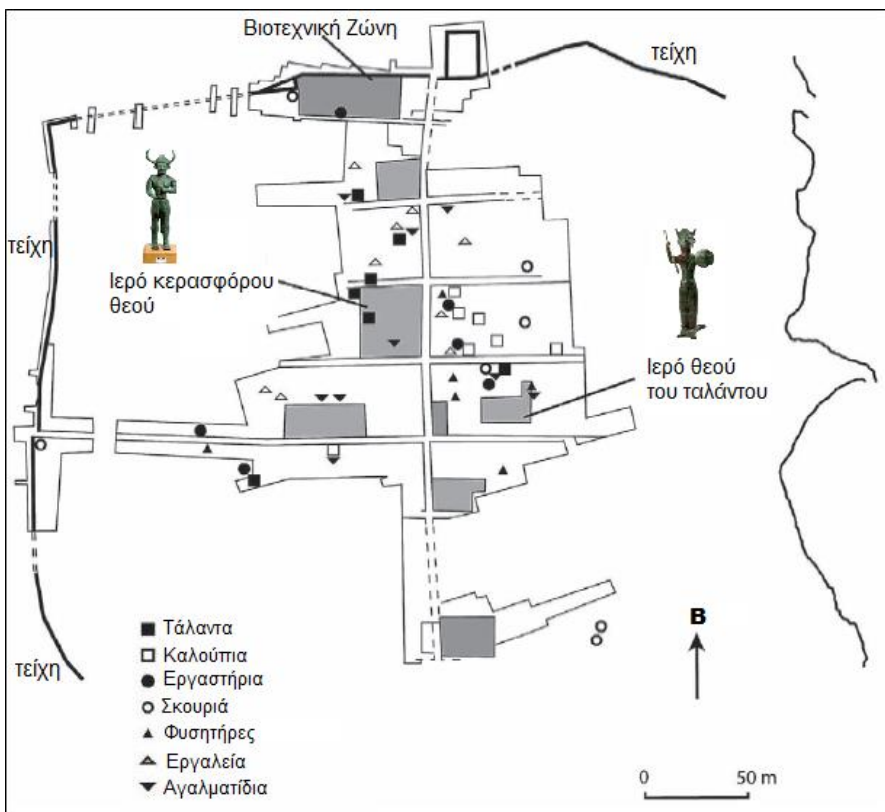 Βιοτεχνική Ζώνη
τείχη
τείχη
Ιερό κερασφόρου
θεού
Ιερό θεού
του ταλάντου
Β
Τάλαντα
Καλούπια
Εργαστήρια
Σκουριά
Φυσητήρες
Εργαλεία
Αγαλματίδια
τείχη
0 50 m